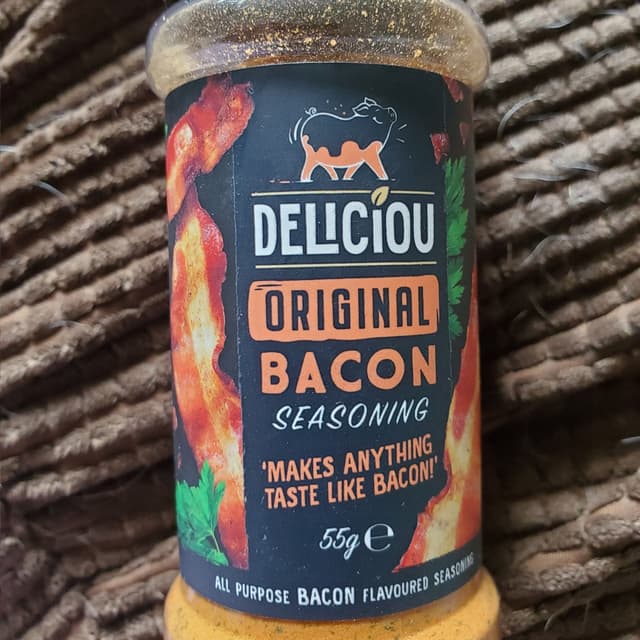 DELICIOU
ORIGINAL
BACON
SEASONING
'MAKES ANYTHING
TASTE LIKE BACON!'
55g ℮
ALL PURPOSE BACON FLAVOURED SEASONING